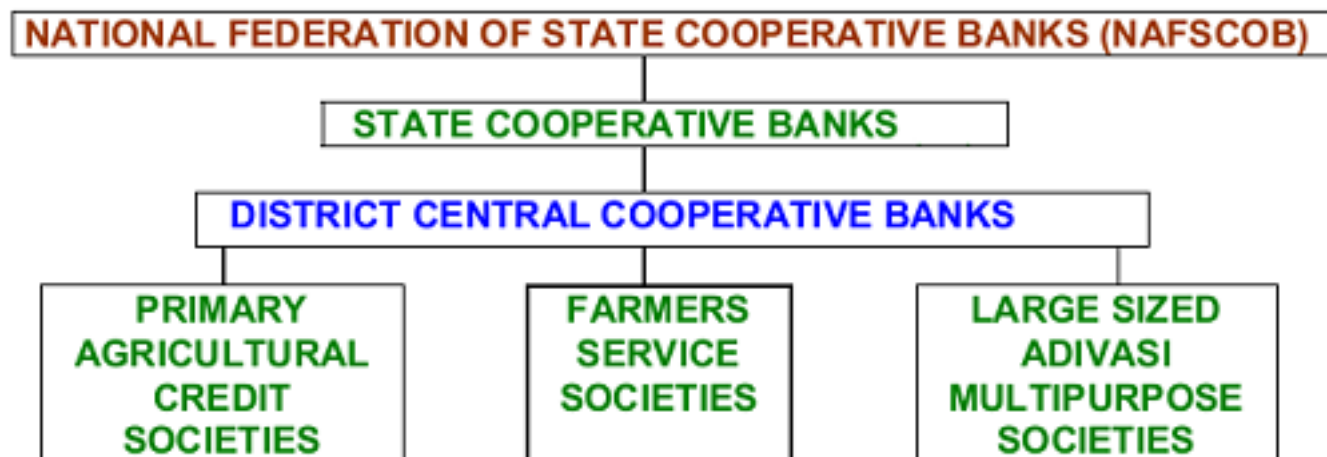 NATIONAL FEDERATION OF STATE COOPERATIVE BANKS (NAFSCOB)
STATE COOPERATIVE BANKS
DISTRICT CENTRAL COOPERATIVE BANKS
PRIMARY
AGRICULTURAL
CREDIT
SOCIETIES
FARMERS
SERVICE
SOCIETIES
LARGE SIZED
ADIVASI
MULTIPURPOSE
SOCIETIES